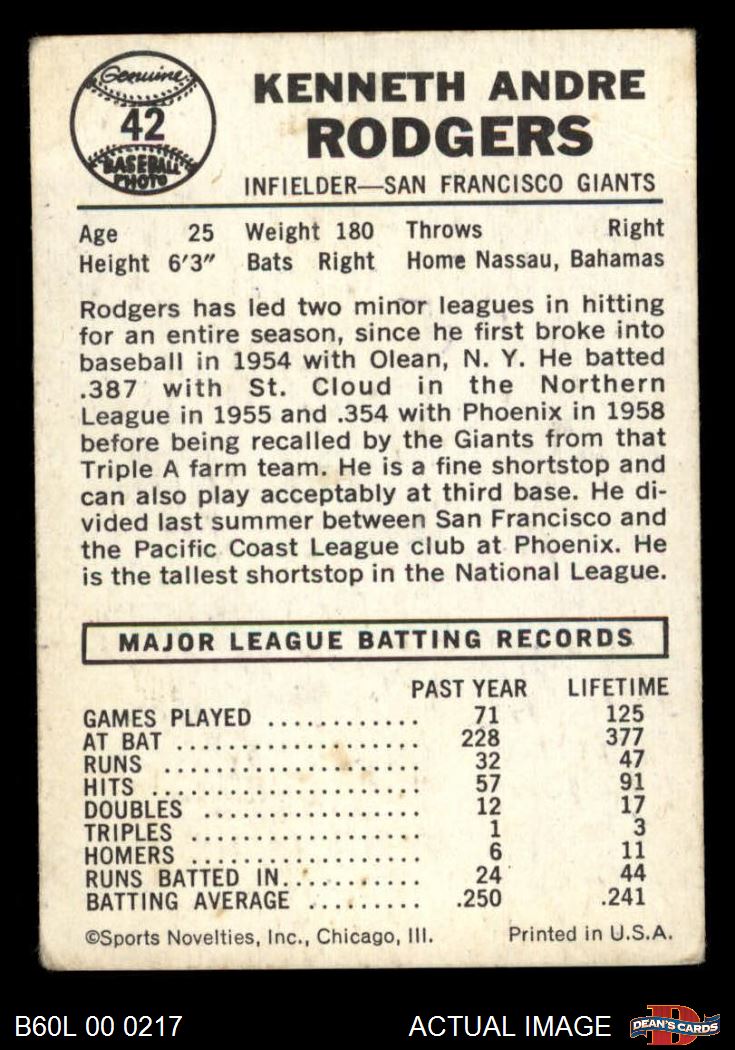 Genuine
42
BASEBALL
PHOTO
KENNETH ANDRE
RODGERS
INFIELDER—SAN FRANCISCO GIANTS
Age 25 Weight 180 Throws Right
Height 6'3" Bats Right Home Nassau, Bahamas
Rodgers has led two minor leagues in hitting
for an entire season, since he first broke into
baseball in 1954 with Olean, N. Y. He batted
.387 with St. Cloud in the Northern
League in 1955 and .354 with Phoenix in 1958
before being recalled by the Giants from that
Triple A farm team. He is a fine shortstop and
can also play acceptably at third base. He di-
vided last summer between San Francisco and
the Pacific Coast League club at Phoenix. He
is the tallest shortstop in the National League.
MAJOR LEAGUE BATTING RECORDS
PAST YEAR LIFETIME
GAMES PLAYED ............ 71 125
AT BAT ..................... 228 377
RUNS ...................... 32 47
HITS ....................... 57 91
DOUBLES ................... 12 17
TRIPLES .................... 1 3
HOMERS .................... 6 11
RUNS BATTED IN............ 24 44
BATTING AVERAGE ......... .250 .241
©Sports Novelties, Inc., Chicago, Ill. Printed in U.S.A.
B60L 00 0217 ACTUAL IMAGE D DEAN'S CARDS